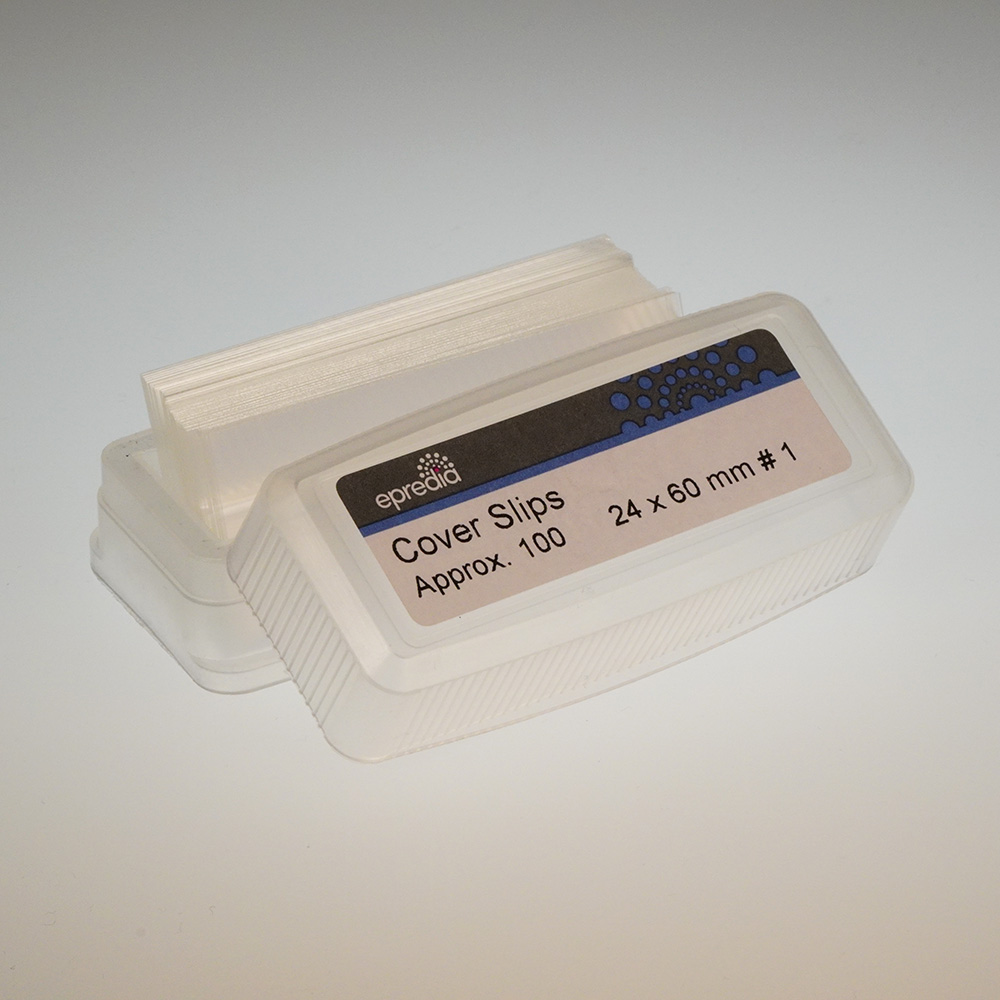 epredia
Cover Slips
Approx. 100
24 x 60 mm # 1